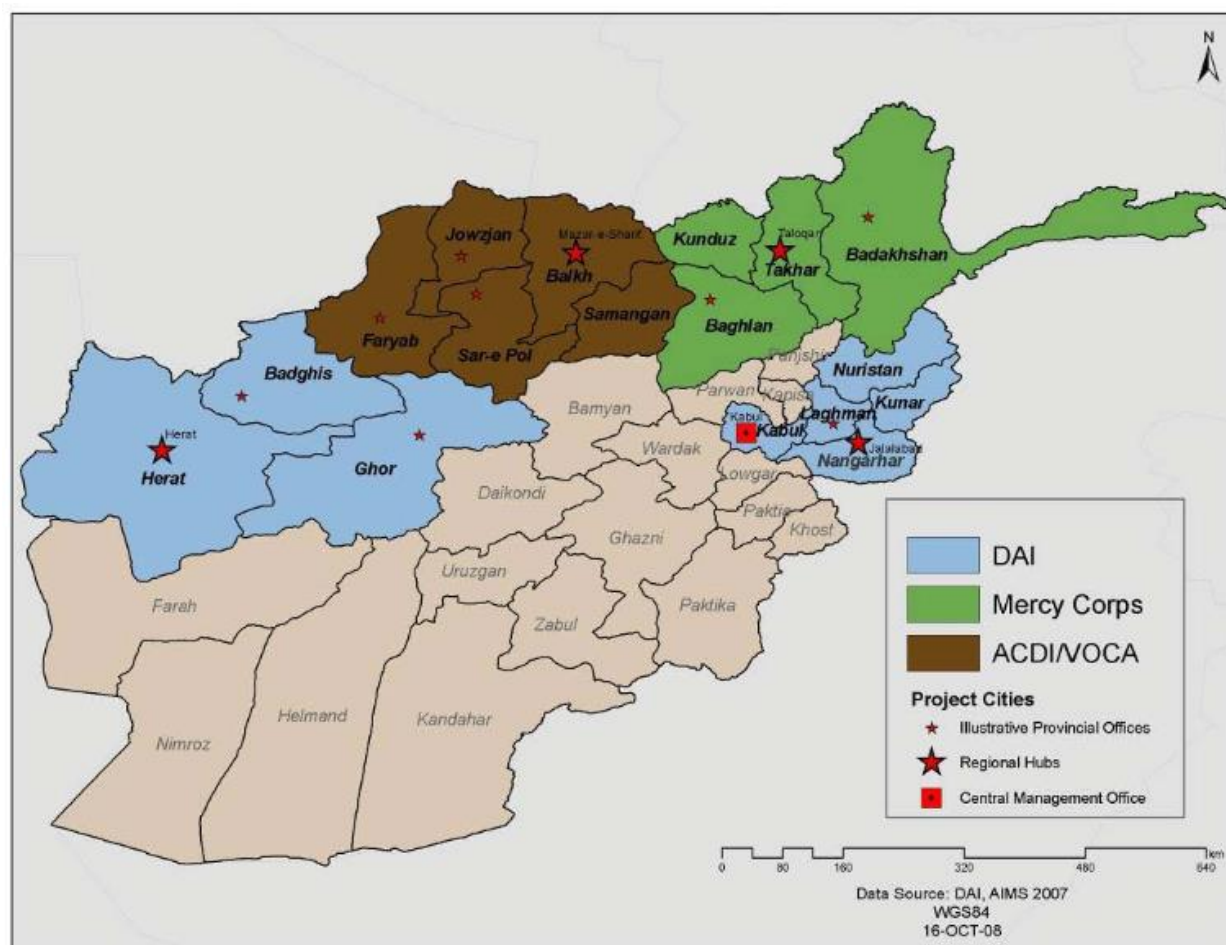 N
Jowzjan
Mazar-e-Sharif
Balkh
Kunduz
Taloqan
Takhar
Badakhshan
Faryab
Sar-e Pol
Samangan
Baghlan
Badghis
Panjshir
Nuristan
Herat
Herat
Ghor
Bamyan
Parwan
Kapisa
Laghman
Kunar
Kabul
Kabul
Wardak
Jalalabad
Nangarhar
Daikondi
Lowgar
Ghazni
Paktia
Khost
Uruzgan
Farah
Zabul
Paktika
Helmand
Kandahar
Nimroz
DAI
Mercy Corps
ACDI/VOCA
Project Cities
Illustrative Provincial Offices
Regional Hubs
Central Management Office
km
0 80 160 320 480 640
Data Source: DAI, AIMS 2007
WGS84
16-OCT-08